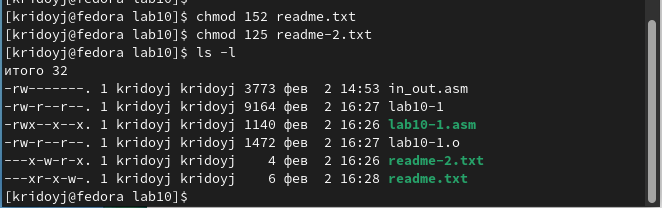 [kridoyj@fedora lab10]$ chmod 152 readme.txt
[kridoyj@fedora lab10]$ chmod 125 readme-2.txt
[kridoyj@fedora lab10]$ ls -l
итого 32
-rw-------. 1 kridoyj kridoyj 3773 фев  2 14:53 in_out.asm
-rw-r--r--. 1 kridoyj kridoyj 9164 фев  2 16:27 lab10-1
-rwx--x--x. 1 kridoyj kridoyj 1140 фев  2 16:26 lab10-1.asm
-rw-r--r--. 1 kridoyj kridoyj 1472 фев  2 16:27 lab10-1.o
---x-w-r-x. 1 kridoyj kridoyj    4 фев  2 16:26 readme-2.txt
---xr-x-w-. 1 kridoyj kridoyj    6 фев  2 16:28 readme.txt
[kridoyj@fedora lab10]$